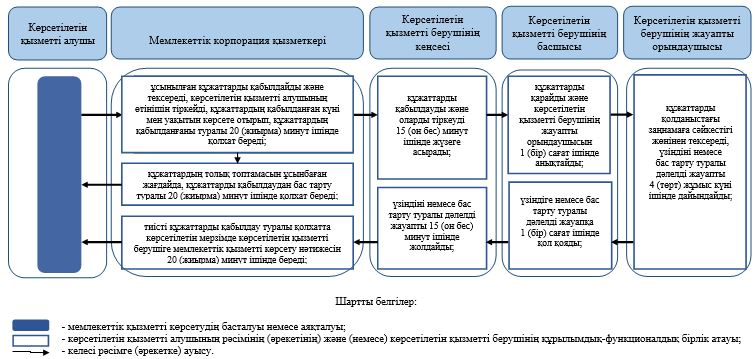 Көрсетілетін
қызметті алушы
Мемлекеттік корпорация қызметкері
Көрсетілетін
қызметті берушінің
кеңсесі
Көрсетілетін
қызметті берушінің
басшысы
Көрсетілетін қызметті
берушінің жауапты
орындаушысы
ұсынылған құжаттарды қабылдайды және
тексереді, көрсетілетін қызметті алушының
өтінішін тіркейді, құжаттарды қабылданған күні
мен уақытын көрсете отырып, құжаттардың
қабылданғаны туралы 20 (жиырма) минут ішінде
қолхат береді;
құжаттардың толық топтамасын ұсынбаған
жағдайда, құжаттарды қабылдаудан бас тарту
туралы 20 (жиырма) минут ішінде қолхат береді;
тиісті құжаттарды қабылдау туралы қолхатта
көрсетілетін мерзімде көрсетілетін қызметті
берушіге мемлекеттік қызметті көрсету нәтижесін
20 (жиырма) минут ішінде береді;
құжаттарды
қабылдауды және
оларды тіркеуді
15 (он бес) минут
ішінде жүзеге
асырады;
үзіндіні немесе бас
тарту туралы дәлелді
жауапты 15 (он бес)
минут ішінде
жолдайды;
құжаттарды
қарайды және
көрсетілетін
қызметті берушінің
жауапты
орындаушысын
1 (бір) сағат ішінде
анықтайды;
үзіндіге немесе бас
тарту туралы
дәлелді жауапқа
1 (бір) сағат ішінде
қол қояды;
құжаттарды
қолданыстағы
заңнамаға сәйкестігі
жөнінен тексереді,
үзіндіні немесе
бас тарту туралы
дәлелді жауапты
4 (төрт) жұмыс күні
ішінде дайындайды;
Шартты белгілер:
- мемлекеттік қызметті көрсетудің басталуы немесе аяқталуы;
- көрсетілетін қызметті алушының рәсімінің (әрекетінің) және (немесе) көрсетілетін қызметті берушінің құрылымдық-функционалдық бірлік атауы;
- келесі рәсімге (әрекетке) ауысу.